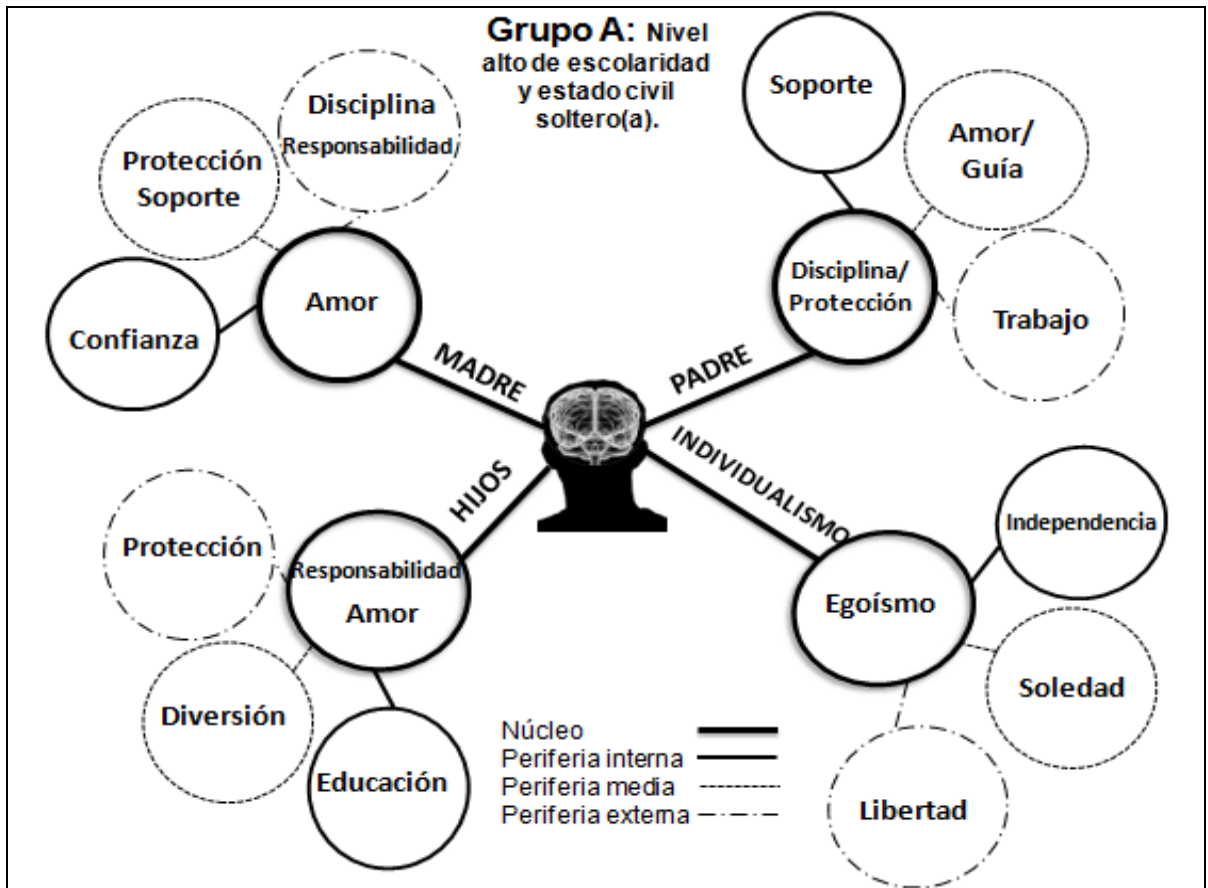 Grupo A: Nivel
alto de escolaridad
y estado civil
soltero(a).
Disciplina
Responsabilidad
Protección
Soporte
Confianza
Amor
MADRE
Soporte
Amor/
Guía
Disciplina/
Protección
Trabajo
PADRE
HIJOS
Protección
Responsabilidad
Amor
Diversión
Educación
INDIVIDUALISMO
Independencia
Egoísmo
Soledad
Libertad
Núcleo
Periferia interna
Periferia media
Periferia externa